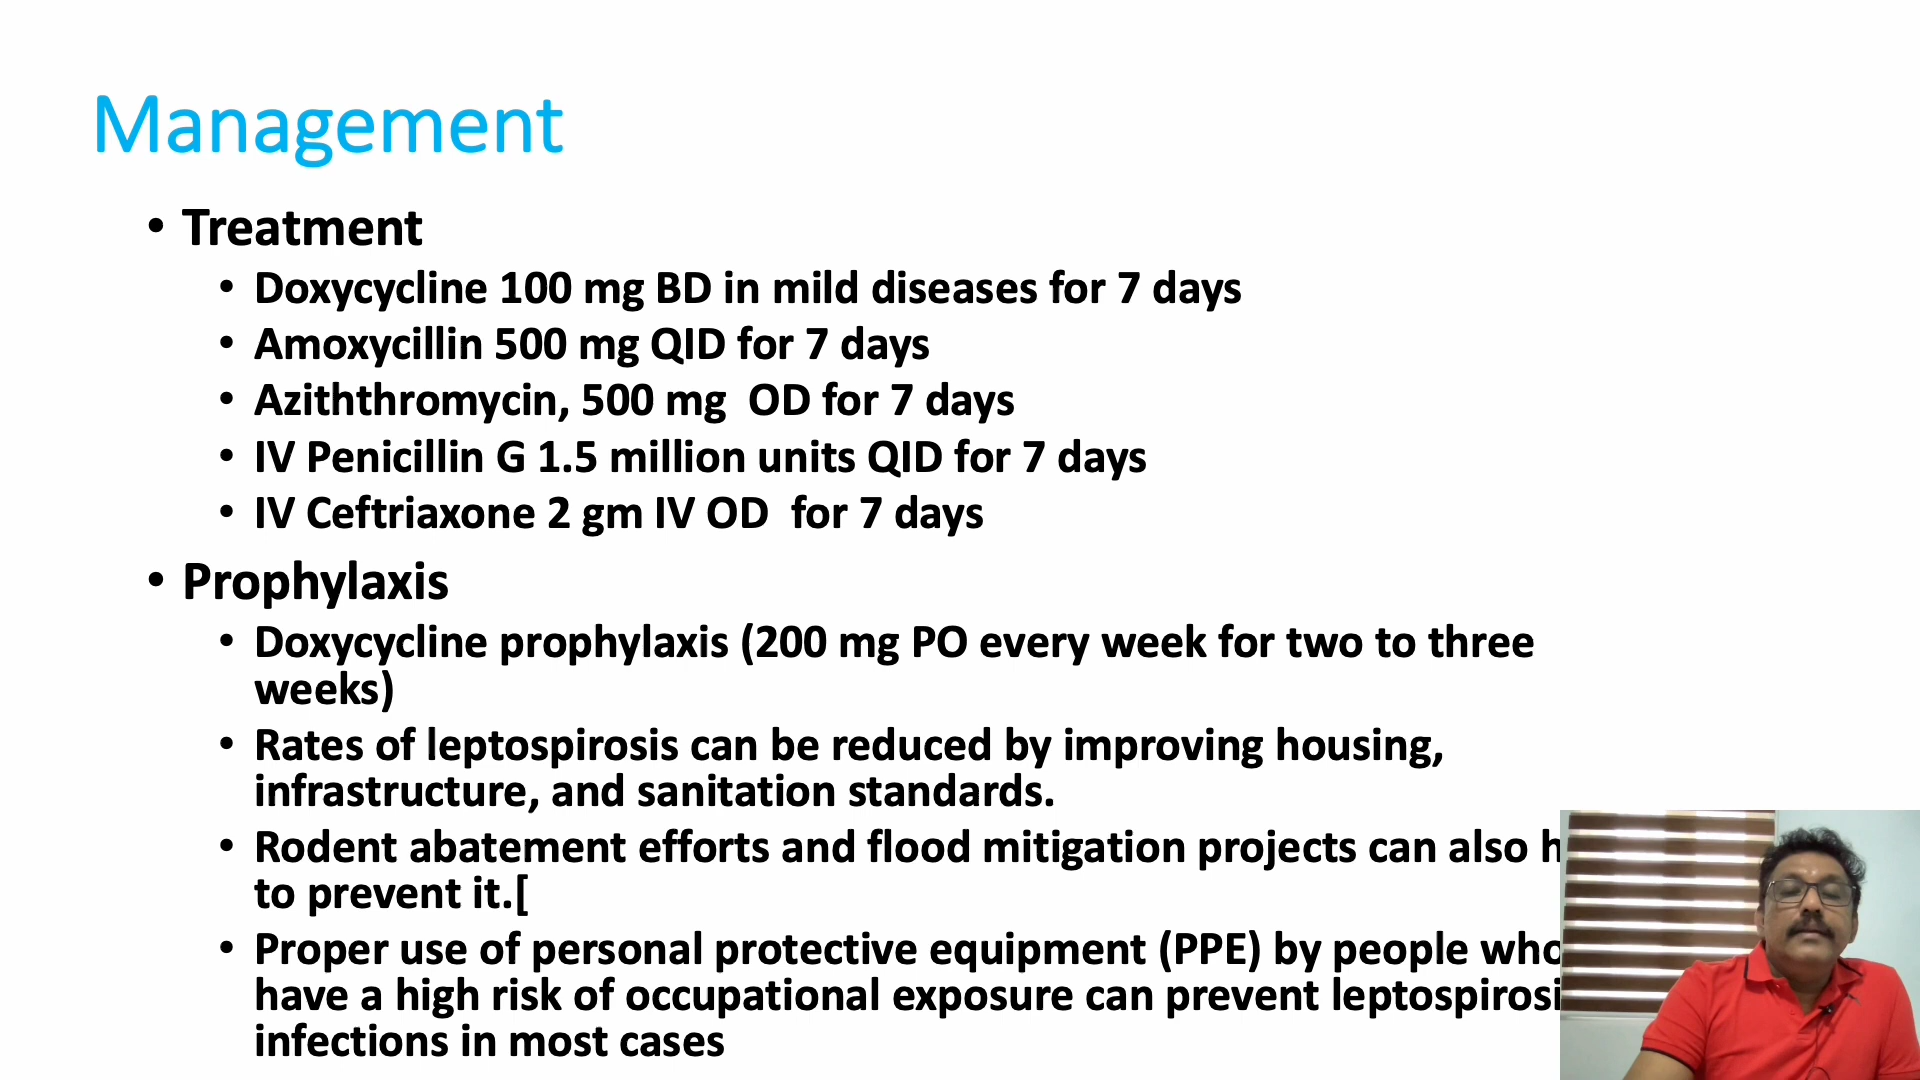 Management
• Treatment
• Doxycycline 100 mg BD in mild diseases for 7 days
• Amoxycillin 500 mg QID for 7 days
• Aziththromycin, 500 mg  OD for 7 days
• IV Penicillin G 1.5 million units QID for 7 days
• IV Ceftriaxone 2 gm IV OD  for 7 days
• Prophylaxis
• Doxycycline prophylaxis (200 mg PO every week for two to three
weeks)
• Rates of leptospirosis can be reduced by improving housing,
infrastructure, and sanitation standards.
• Rodent abatement efforts and flood mitigation projects can also
to prevent it.[
• Proper use of personal protective equipment (PPE) by people who
have a high risk of occupational exposure can prevent leptospirosi
infections in most cases